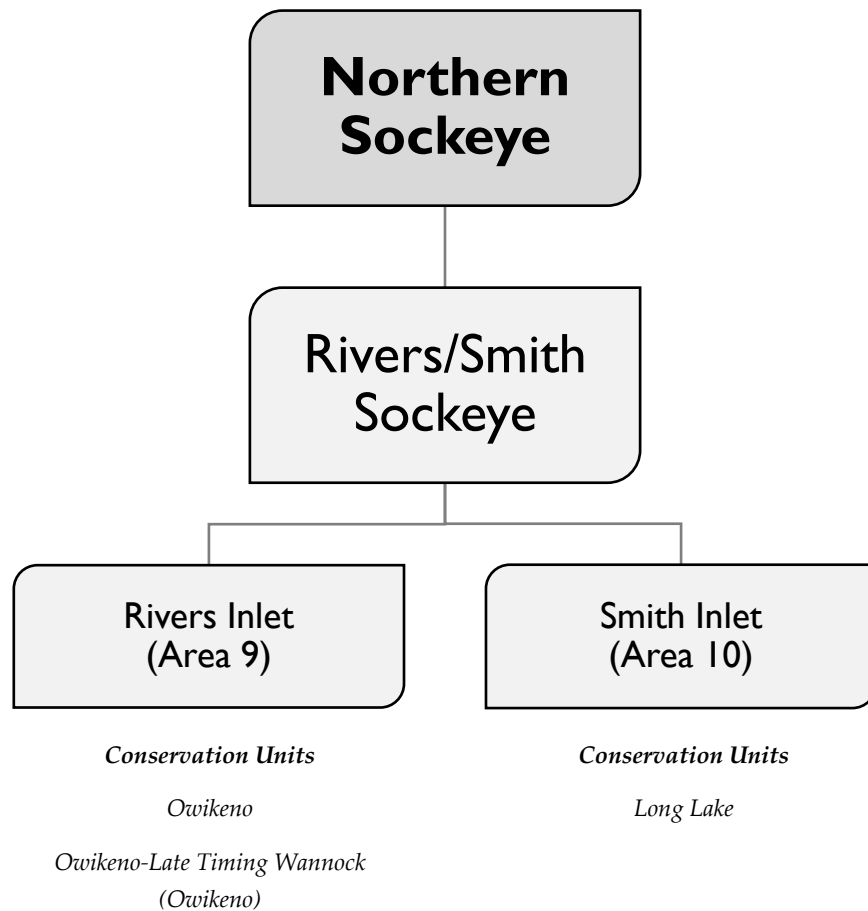 Northern
Sockeye
Rivers/Smith
Sockeye
Rivers Inlet
(Area 9)
Smith Inlet
(Area 10)
Conservation Units
Owikeno
Owikeno-Late Timing Wannock
(Owikeno)
Conservation Units
Long Lake